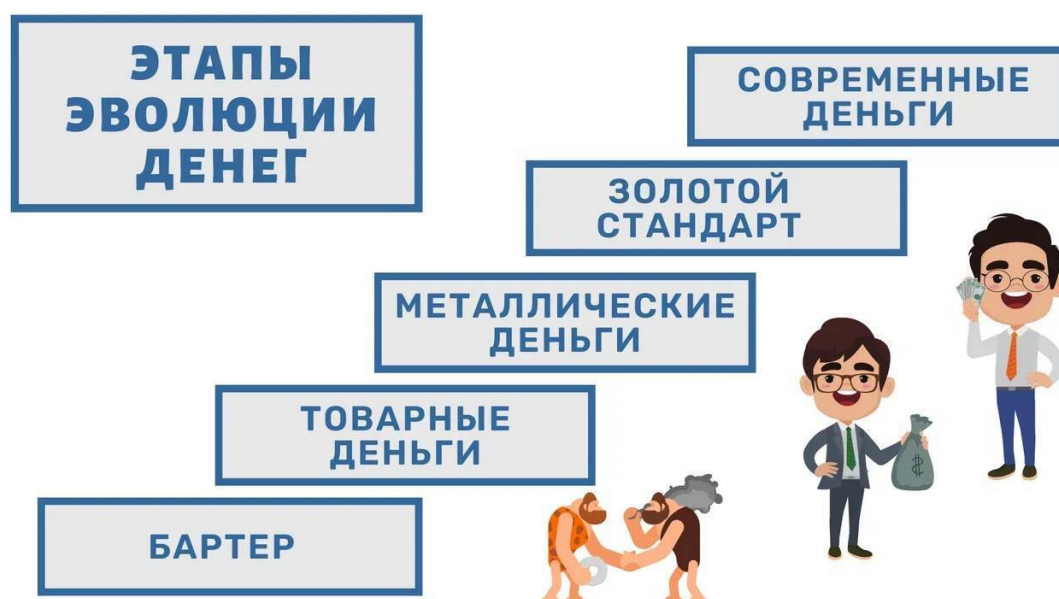 ЭТАПЫ
ЭВОЛЮЦИИ
ДЕНЕГ
СОВРЕМЕННЫЕ
ДЕНЬГИ
ЗОЛОТОЙ
СТАНДАРТ
МЕТАЛЛИЧЕСКИЕ
ДЕНЬГИ
ТОВАРНЫЕ
ДЕНЬГИ
БАРТЕР
$